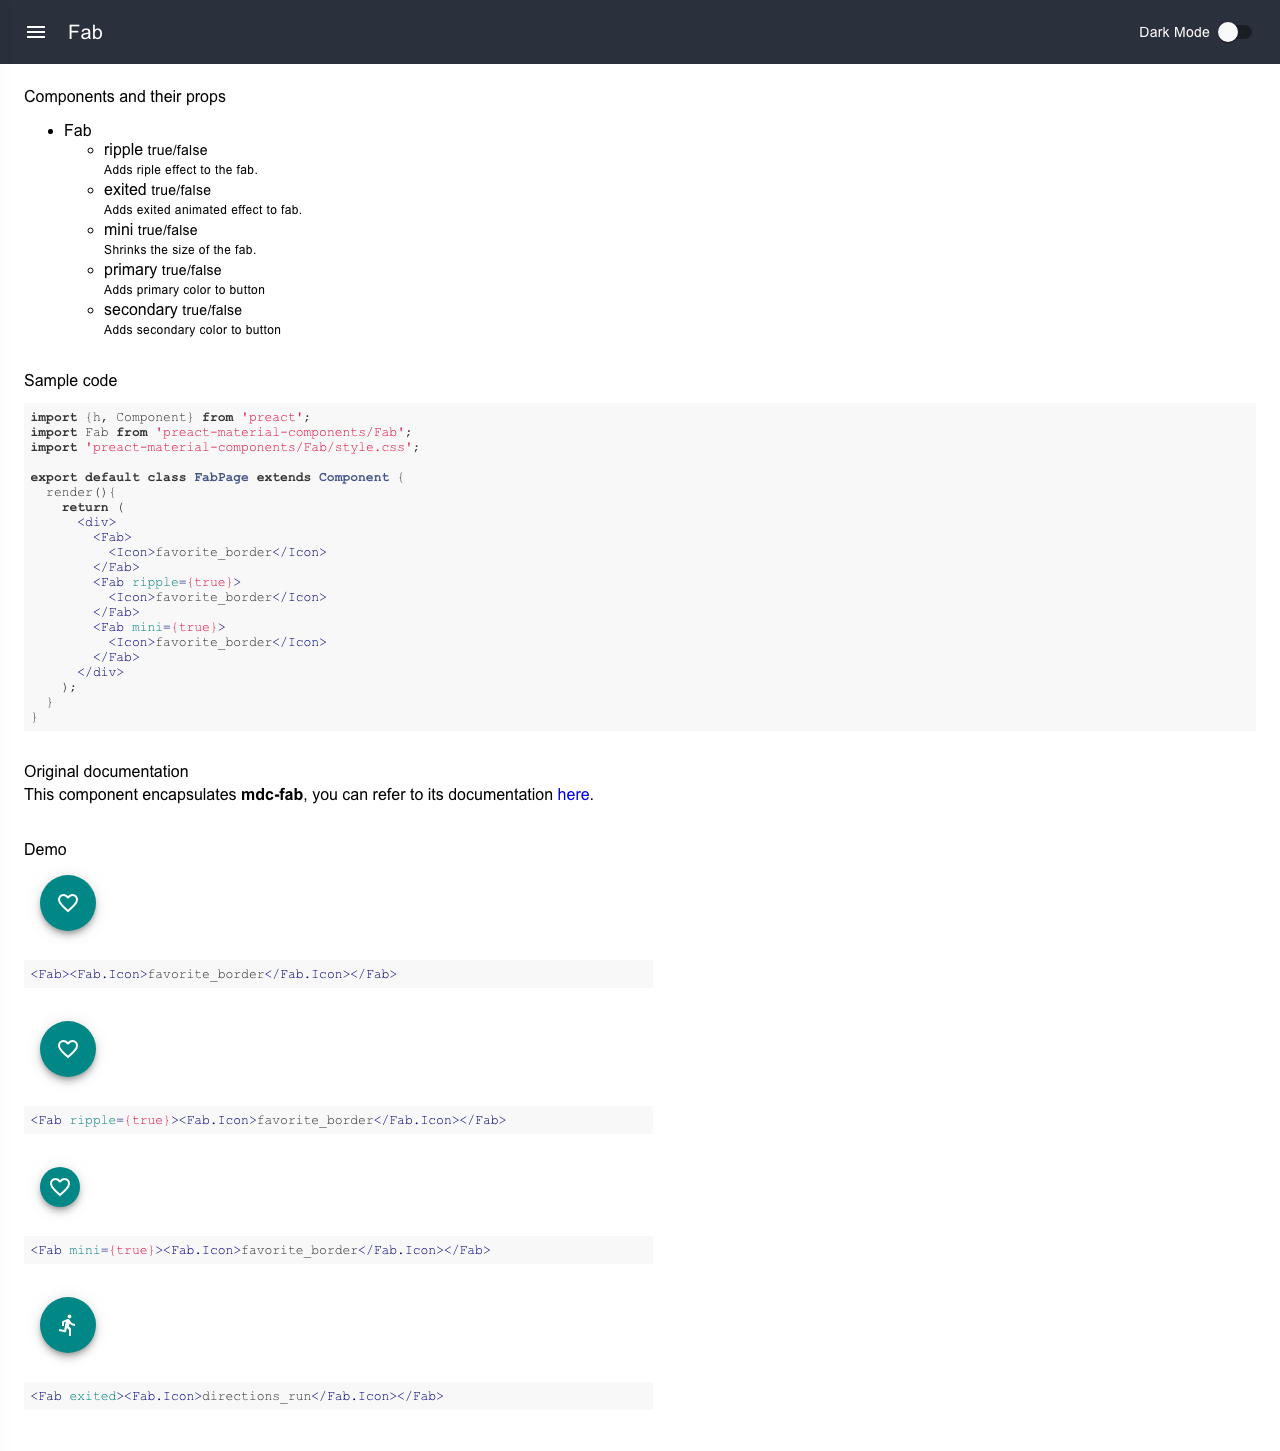 Fab
Dark Mode
Components and their props
Fab
ripple true/false
Adds riple effect to the fab.
exited true/false
Adds exited animated effect to fab.
mini true/false
Shrinks the size of the fab.
primary true/false
Adds primary color to button
secondary true/false
Adds secondary color to button
Sample code
import {h, Component} from 'preact';
import Fab from 'preact-material-components/Fab';
import 'preact-material-components/Fab/style.css';
export default class FabPage extends Component {
render(){
return (
<div>
<Fab>
<Icon>favorite_border</Icon>
</Fab>
<Fab ripple={true}>
<Icon>favorite_border</Icon>
</Fab>
<Fab mini={true}>
<Icon>favorite_border</Icon>
</Fab>
</div>
);
}
}
Original documentation
This component encapsulates mdc-fab, you can refer to its documentation here.
Demo
<Fab><Fab.Icon>favorite_border</Fab.Icon></Fab>
<Fab ripple={true}><Fab.Icon>favorite_border</Fab.Icon></Fab>
<Fab mini={true}><Fab.Icon>favorite_border</Fab.Icon></Fab>
<Fab exited><Fab.Icon>directions_run</Fab.Icon></Fab>